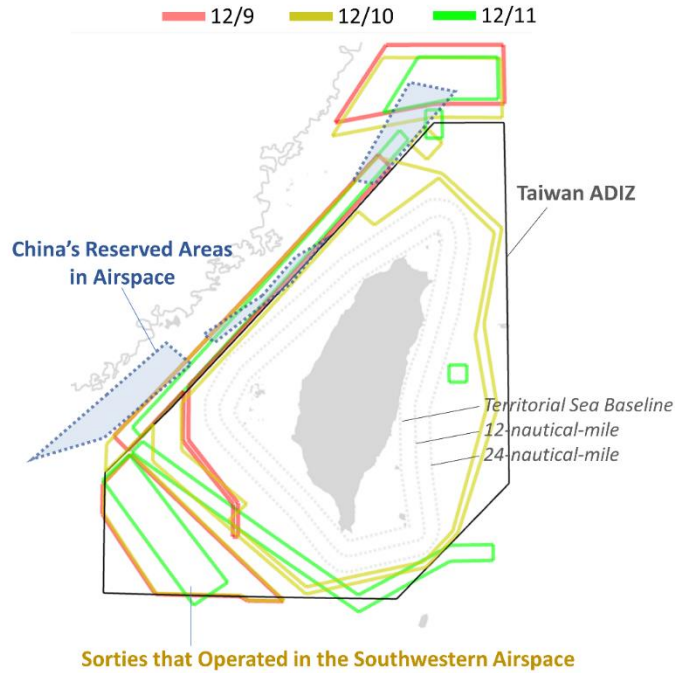 12/9 12/10 12/11
Taiwan ADIZ
China's Reserved Areas
in Airspace
Territorial Sea Baseline
12-nautical-mile
24-nautical-mile
Sorties that Operated in the Southwestern Airspace